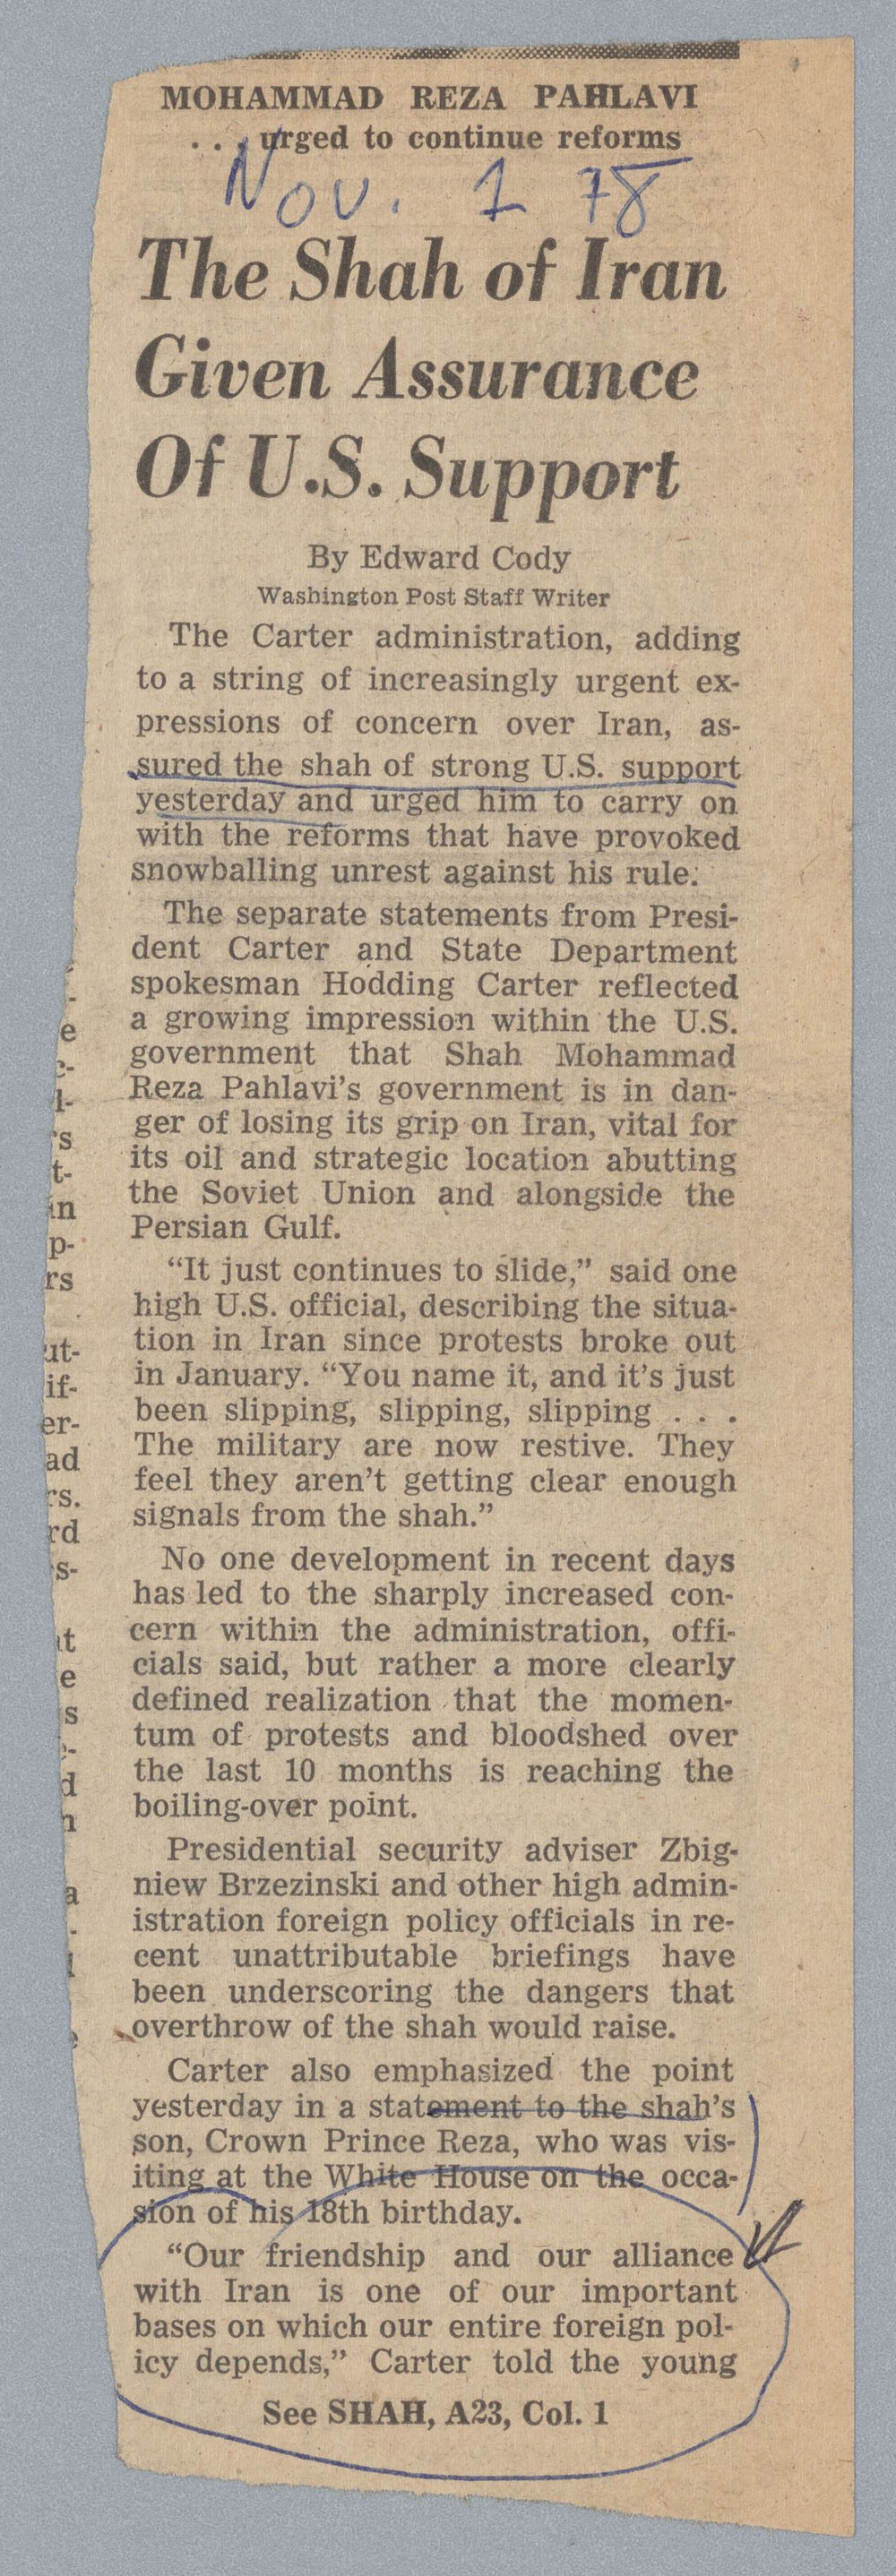 MOHAMMAD REZA PAHLAVI
. . . urged to continue reforms
Nov. 1 78
The Shah of Iran
Given Assurance
Of U.S. Support
By Edward Cody
Washington Post Staff Writer
The Carter administration, adding
to a string of increasingly urgent ex-
pressions of concern over Iran, as-
sured the shah of strong U.S. support
yesterday and urged him to carry on
with the reforms that have provoked
snowballing unrest against his rule.
The separate statements from Presi-
dent Carter and State Department
spokesman Hodding Carter reflected
a growing impression within the U.S.
government that Shah Mohammad
Reza Pahlavi's government is in dan-
ger of losing its grip on Iran, vital for
its oil and strategic location abutting
the Soviet Union and alongside the
Persian Gulf.
"It just continues to slide," said one
high U.S. official, describing the situa-
tion in Iran since protests broke out
in January. "You name it, and it's just
been slipping, slipping, slipping . . .
The military are now restive. They
feel they aren't getting clear enough
signals from the shah."
No one development in recent days
has led to the sharply increased con-
cern within the administration, offi-
cials said, but rather a more clearly
defined realization that the momen-
tum of protests and bloodshed over
the last 10 months is reaching the
boiling-over point.
Presidential security adviser Zbig-
niew Brzezinski and other high admin-
istration foreign policy officials in re-
cent unattributable briefings have
been underscoring the dangers that
overthrow of the shah would raise.
Carter also emphasized the point
yesterday in a statement to the shah's
son, Crown Prince Reza, who was vis-
iting at the White House on the occa-
sion of his 18th birthday.
"Our friendship and our alliance
with Iran is one of our important
bases on which our entire foreign pol-
icy depends," Carter told the young
See SHAH, A23, Col. 1